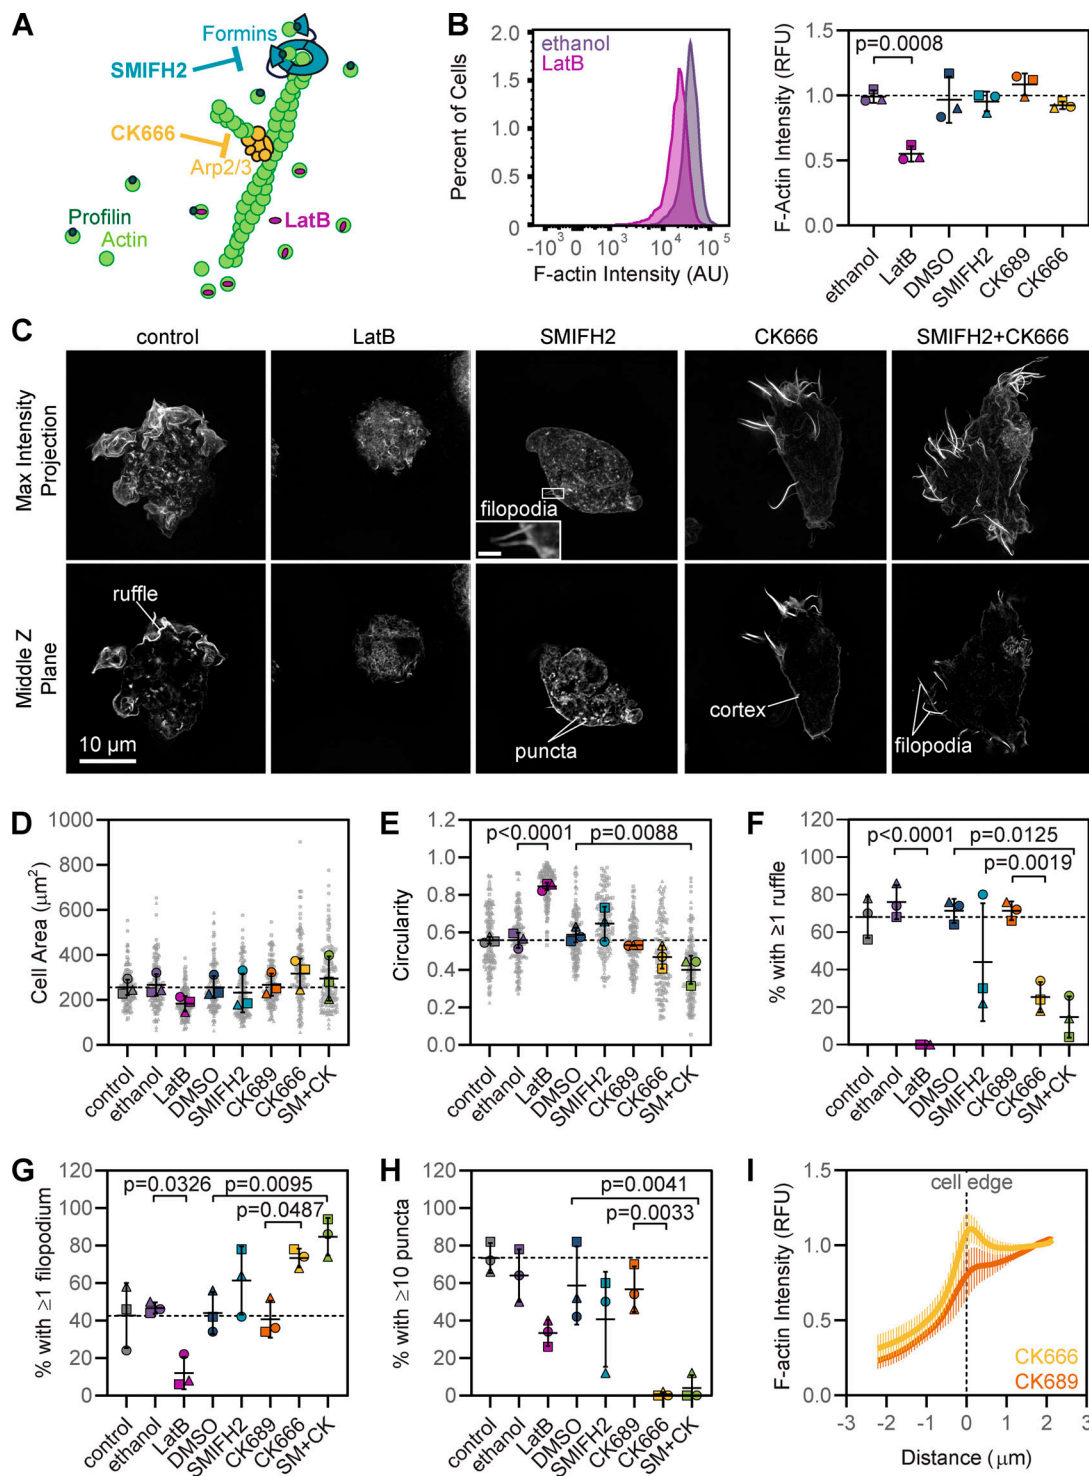 A
Formins
SMIFH2
CK666
Arp2/3
Profilin
Actin
LatB
B
ethanol
LatB
Percent of Cells
2.0
1.5
1.0
0.5
0
-10³ 0 10³ 10⁴ 10⁵
F-actin Intensity (AU)
F-Actin Intensity (RFU)
1.5
1.0
0.5
0.0
p=0.0008
ethanol
LatB
DMSO
SMIFH2
CK689
CK666
C
control
LatB
SMIFH2
CK666
SMIFH2+CK666
Max Intensity
Projection
filopodia
Middle Z
Plane
ruffle
10 µm
puncta
cortex
filopodia
D
Cell Area (µm²)
1000
800
600
400
200
0
control
ethanol
LatB
DMSO
SMIFH2
CK689
CK666
SM+CK
E
Circularity
1.2
1.0
0.8
0.6
0.4
0.2
0.0
p<0.0001
p=0.0088
control
ethanol
LatB
DMSO
SMIFH2
CK689
CK666
SM+CK
F
% with ≥1 ruffle
120
100
80
60
40
20
0
p<0.0001
p=0.0125
p=0.0019
control
ethanol
LatB
DMSO
SMIFH2
CK689
CK666
SM+CK
G
% with ≥1 filopodium
120
100
80
60
40
20
0
p=0.0326
p=0.0095
p=0.0487
control
ethanol
LatB
DMSO
SMIFH2
CK689
CK666
SM+CK
H
% with ≥10 puncta
120
100
80
60
40
20
0
p=0.0041
p=0.0033
control
ethanol
LatB
DMSO
SMIFH2
CK689
CK666
SM+CK
I
F-actin Intensity (RFU)
1.5
1.0
0.5
0.0
cell edge
CK666
CK689
-3 -2 -1 0 1 2 3
Distance (µm)